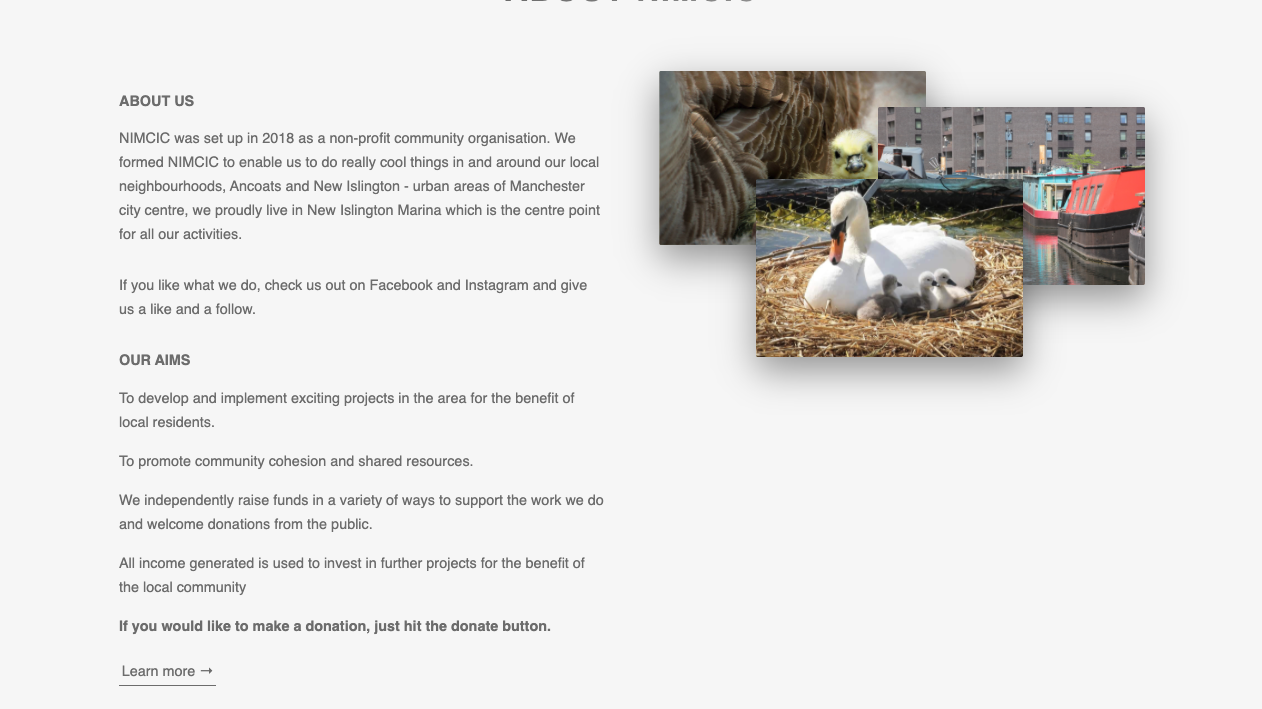 ABOUT NIMCIC
ABOUT US
NIMCIC was set up in 2018 as a non-profit community organisation. We
formed NIMCIC to enable us to do really cool things in and around our local
neighbourhoods, Ancoats and New Islington - urban areas of Manchester
city centre, we proudly live in New Islington Marina which is the centre point
for all our activities.
If you like what we do, check us out on Facebook and Instagram and give
us a like and a follow.
OUR AIMS
To develop and implement exciting projects in the area for the benefit of
local residents.
To promote community cohesion and shared resources.
We independently raise funds in a variety of ways to support the work we do
and welcome donations from the public.
All income generated is used to invest in further projects for the benefit of
the local community
If you would like to make a donation, just hit the donate button.
Learn more →